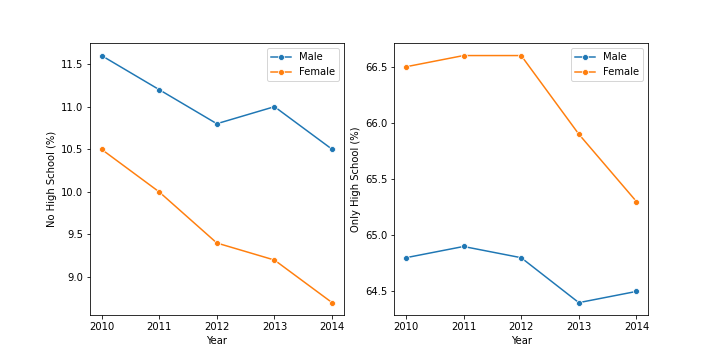 Male
Female
No High School (%)
11.5
11.0
10.5
10.0
9.5
9.0
2010 2011 2012 2013 2014
Year
Male
Female
Only High School (%)
66.5
66.0
65.5
65.0
64.5
2010 2011 2012 2013 2014
Year